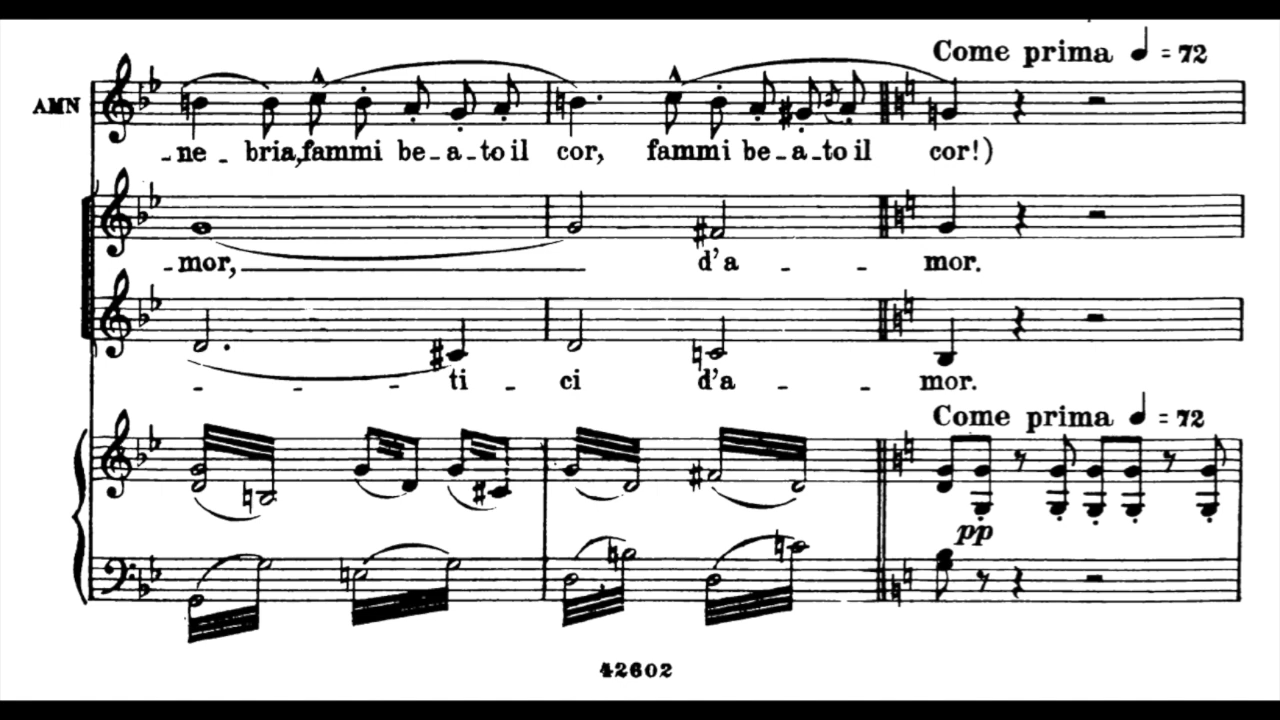 Come prima ♩ = 72
AMN
- ne - bria, fammi be - a - to il cor, fammi be - a - to il cor!)
- mor, d'a - - mor.
- - - ti - ci d'a - - mor.
Come prima ♩ = 72
pp
42602